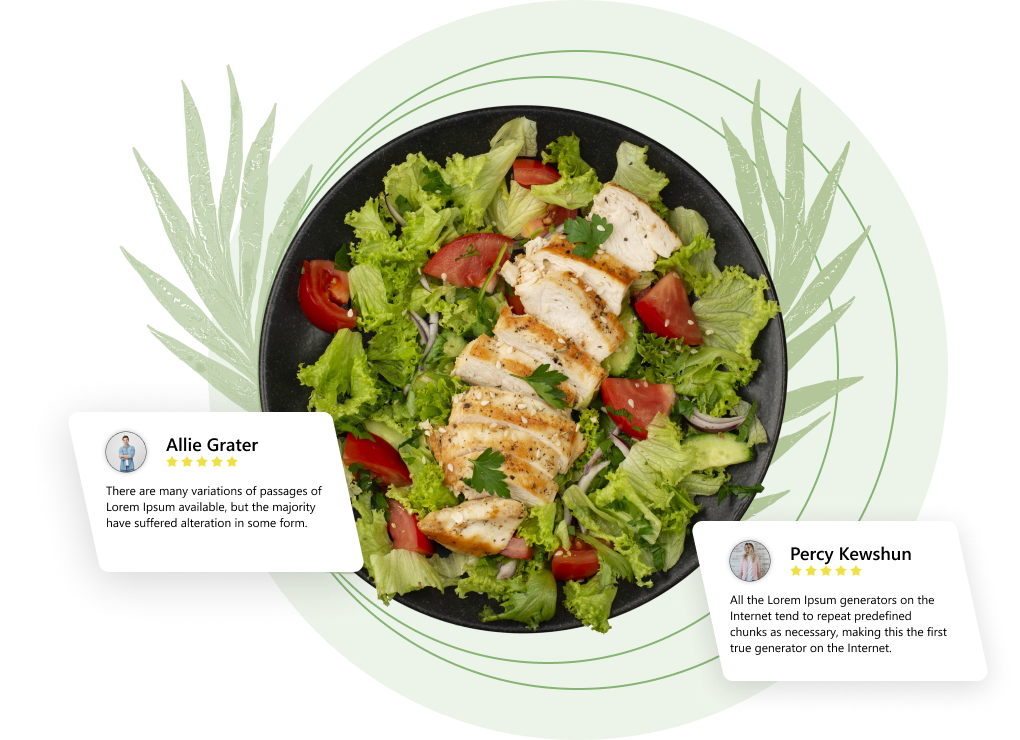 Allie Grater
There are many variations of passages of
Lorem Ipsum available, but the majority
have suffered alteration in some form.
Percy Kewshun
All the Lorem Ipsum generators on the
Internet tend to repeat predefined
chunks as necessary, making this the first
true generator on the Internet.